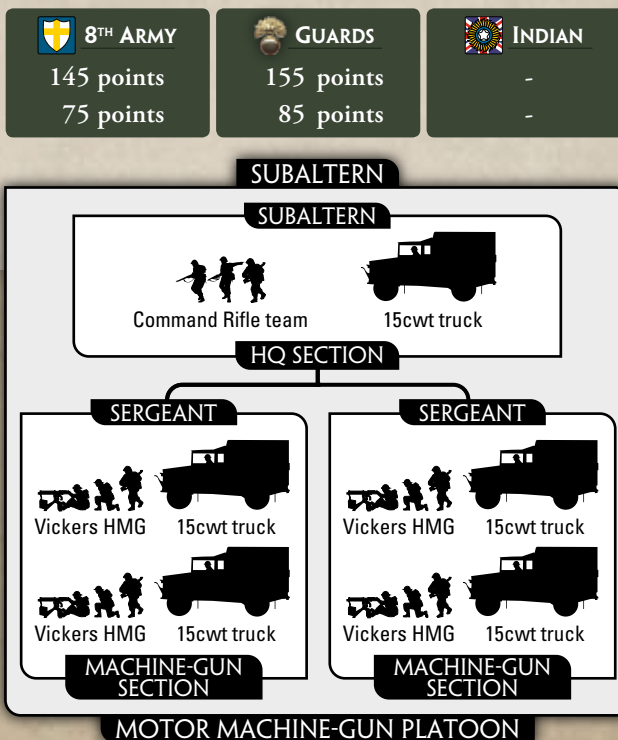 8TH ARMY GUARDS INDIAN
145 points 155 points -
75 points 85 points -
SUBALTERN
SUBALTERN
Command Rifle team 15cwt truck
HQ SECTION
SERGEANT SERGEANT
Vickers HMG 15cwt truck Vickers HMG 15cwt truck
Vickers HMG 15cwt truck Vickers HMG 15cwt truck
MACHINE-GUN MACHINE-GUN
SECTION SECTION
MOTOR MACHINE-GUN PLATOON